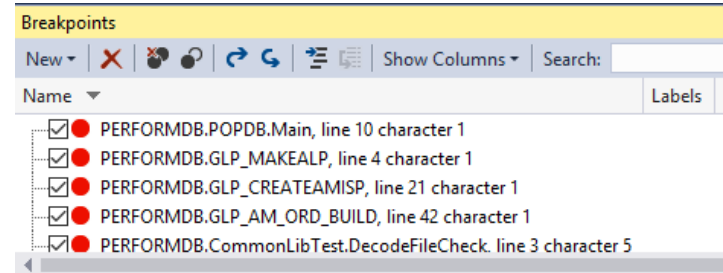 Breakpoints
New Show Columns Search:
Name Labels
PERFORMDB.POPDB.Main, line 10 character 1
PERFORMDB.GLP_MAKEALP, line 4 character 1
PERFORMDB.GLP_CREATEAMISP, line 21 character 1
PERFORMDB.GLP_AM_ORD_BUILD, line 42 character 1
PERFORMDB.CommonLibTest.DecodeFileCheck, line 3 character 5